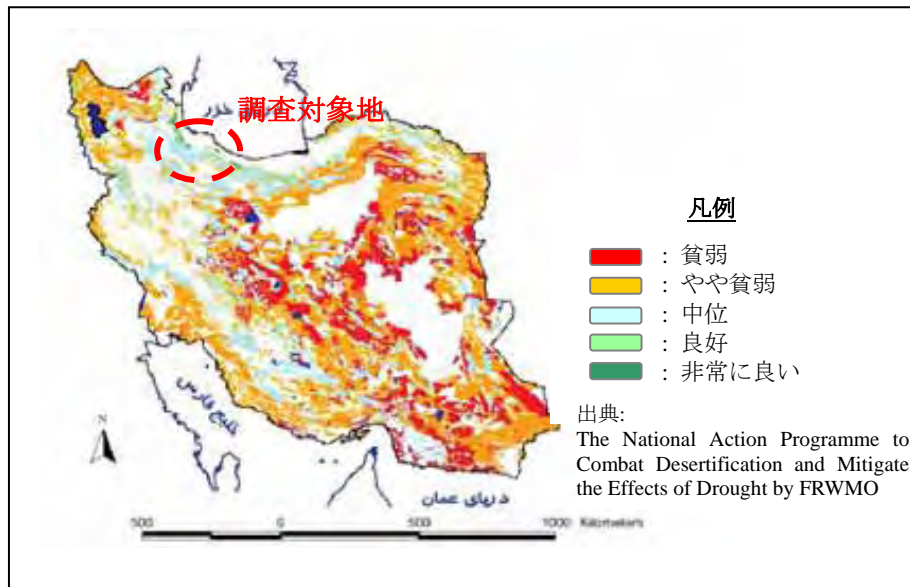 調査対象地
凡例
: 貧弱
: やや貧弱
: 中位
: 良好
: 非常に良い
出典:
The National Action Programme to
Combat Desertification and Mitigate
the Effects of Drought by FRWMO
خلیج فارس
N
دریای عمان
500 0 500 1000 Kilometers